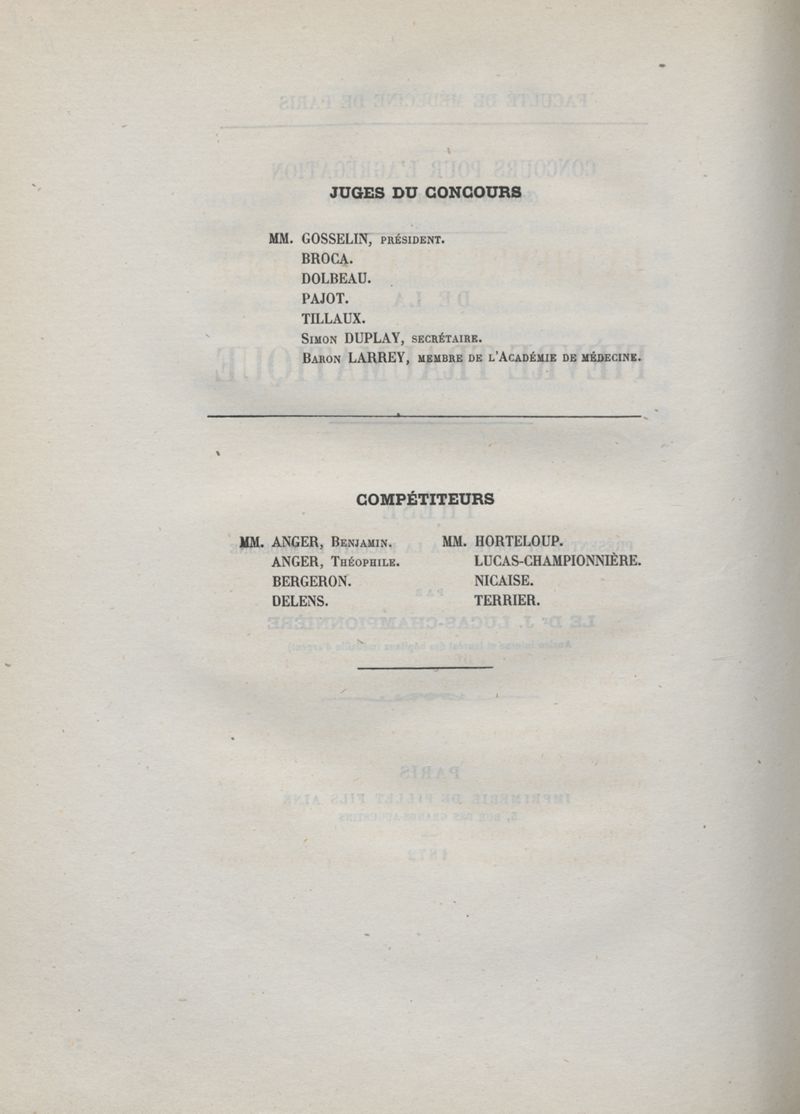 JUGES DU CONCOURS
MM. GOSSELIN, PRÉSIDENT.
BROCA.
DOLBEAU.
PAJOT.
TILLAUX.
SIMON DUPLAY, SECRÉTAIRE.
BARON LARREY, MEMBRE DE L'ACADÉMIE DE MÉDECINE.
COMPÉTITEURS
MM. ANGER, BENJAMIN.
ANGER, THÉOPHILE.
BERGERON.
DELENS.
MM. HORTELOUP.
LUCAS-CHAMPIONNIÈRE.
NICAISE.
TERRIER.